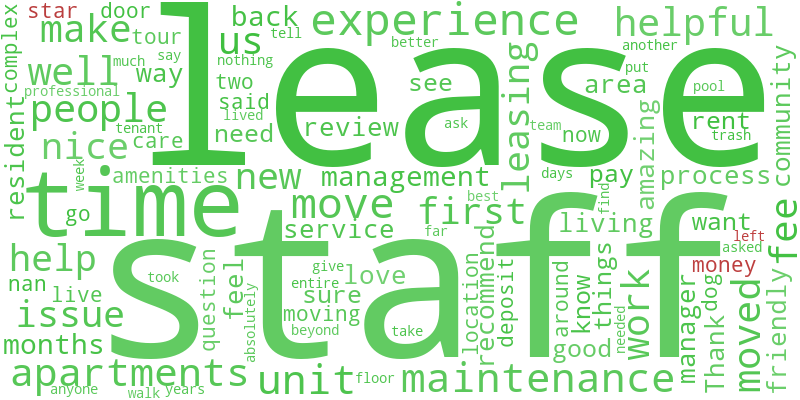 star
door
back
experience
helpful
complex
make
tour
us
tell
better
another
lease
well
say
much
way
nothing
see
area
put
professional
two
pool
people
said
lived
ask
leasing
rent
community
tenant
need
review
team
now
trash
resident
nice
care
amenities
new
management
days
pay
amazing
process
week
time
go
move
first
best
find
living
want
fee
service
far
left
asked
help
staff
took
give
love
location
recommend
deposit
around
know
things
work
money
manager
dog
Thank
moved
friendly
nan
live
question
feel
absolutely
entire
sure
issue
moving
beyond
take
good
needed
months
apartments
unit
floor
maintenance
anyone
walk
years